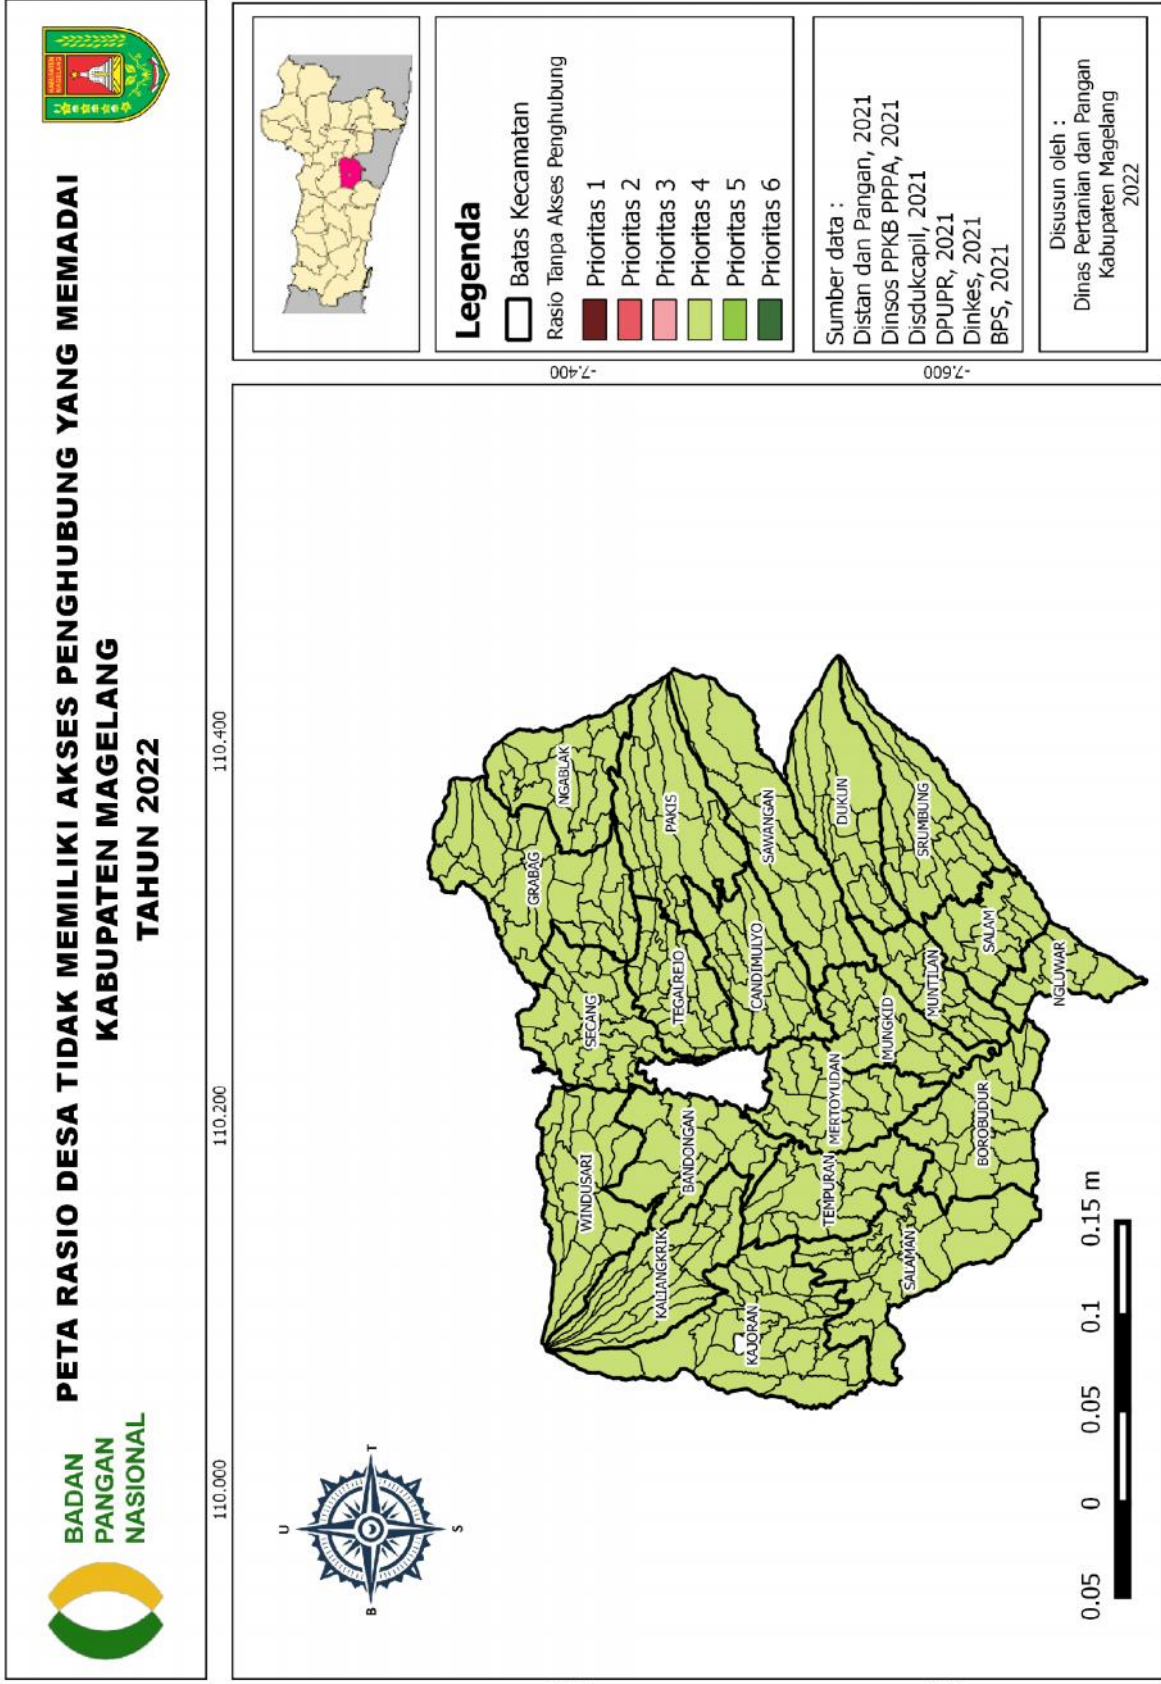 BADAN
PANGAN
NASIONAL
PETA RASIO DESA TIDAK MEMILIKI AKSES PENGHUBUNG YANG MEMADAI
KABUPATEN MAGELANG
TAHUN 2022
KABUPATEN
MAGELANG
110.000
110.200
110.400
-7.400
-7.600
U
B
T
S
NGABLAK
GRABAG
PAKIS
SECANG
TEGALREJO
SAWANGAN
CANDIMULYO
DUKUN
SRUMBUNG
WINDUSARI
BANDONGAN
KALIANGKRIK
MERTOYUDAN
MUNGKID
MUNTILAN
SALAM
NGLUWAR
TEMPURAN
BOROBUDUR
KAJORAN
SALAMAN
0.05
0
0.05
0.1
0.15 m
Legenda
Batas Kecamatan
Rasio Tanpa Akses Penghubung
Prioritas 1
Prioritas 2
Prioritas 3
Prioritas 4
Prioritas 5
Prioritas 6
Sumber data :
Distan dan Pangan, 2021
Dinsos PPKB PPPA, 2021
Disdukcapil, 2021
DPUPR, 2021
Dinkes, 2021
BPS, 2021
Disusun oleh :
Dinas Pertanian dan Pangan
Kabupaten Magelang
2022